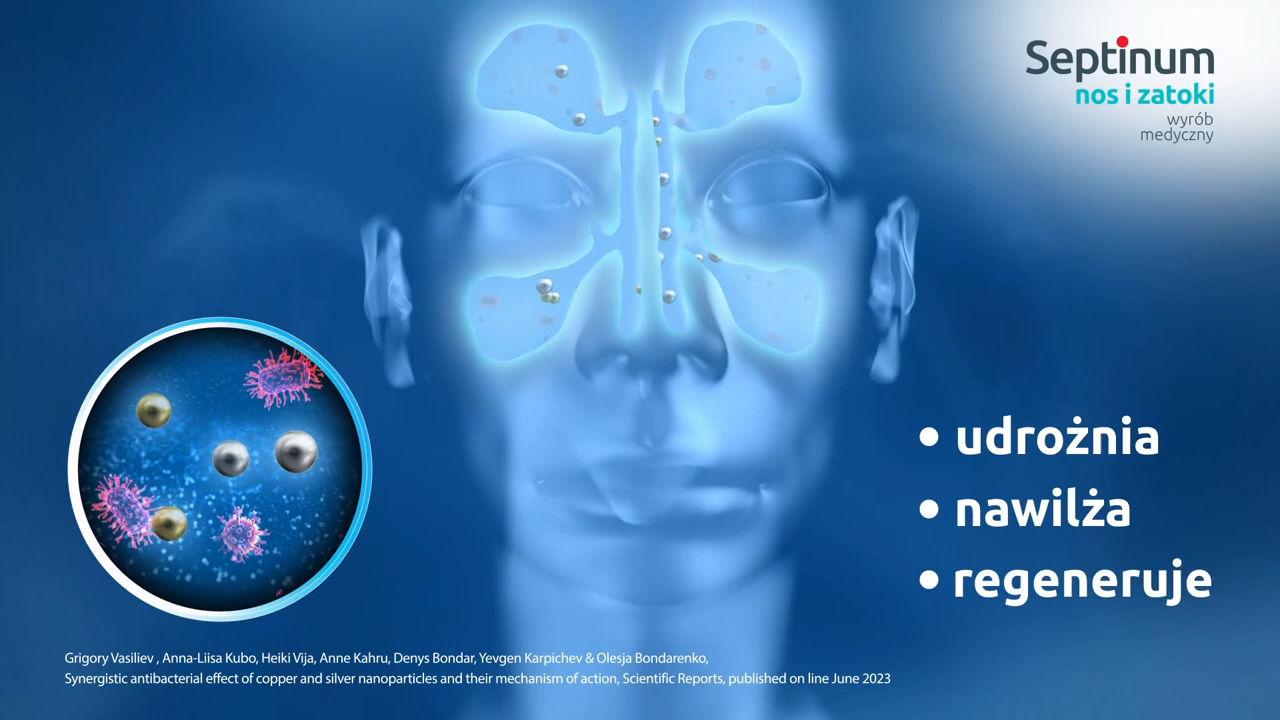 Septinum
nos i zatoki
wyrób
medyczny
• udrożnia
• nawilża
• regeneruje
Grigory Vasiliev , Anna-Liisa Kubo, Heiki Vija, Anne Kahru, Denys Bondar, Yevgen Karpichev & Olesja Bondarenko,
Synergistic antibacterial effect of copper and silver nanoparticles and their mechanism of action, Scientific Reports, published on line June 2023